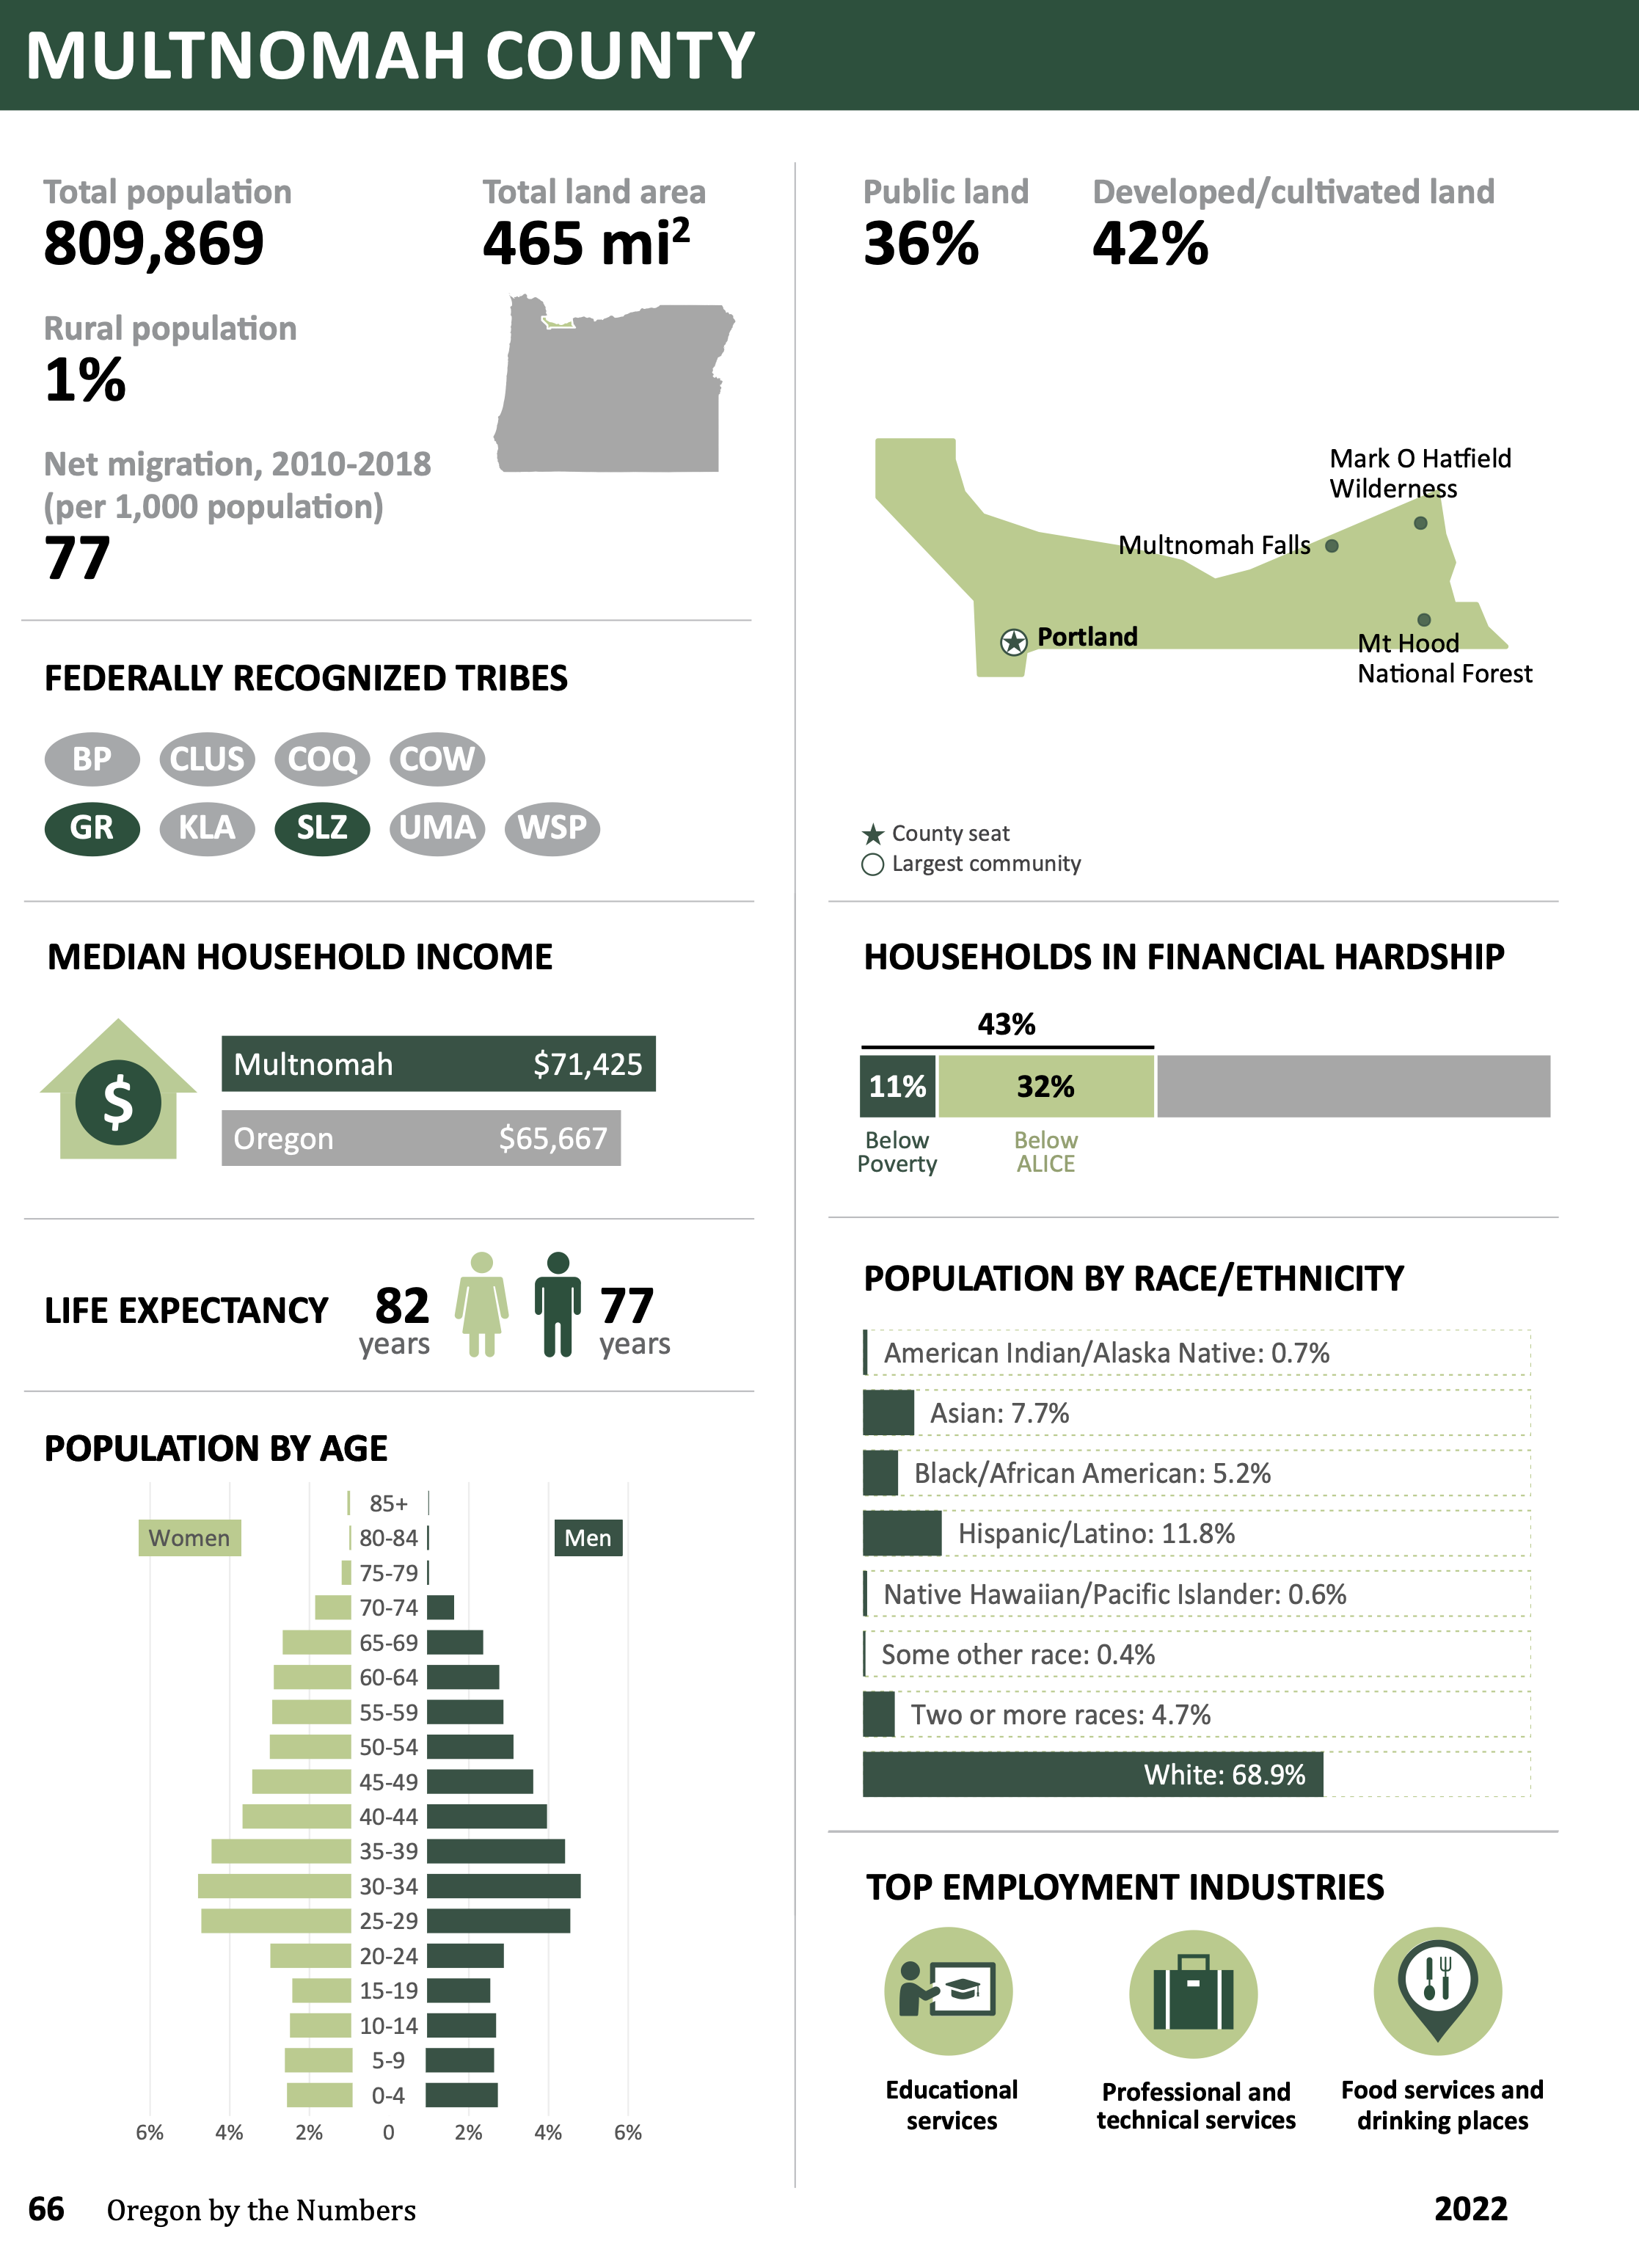 MULTNOMAH COUNTY
Total population
809,869
Total land area
465 mi²
Rural population
1%
Net migration, 2010-2018
(per 1,000 population)
77
Public land
36%
Developed/cultivated land
42%
Mark O Hatfield
Wilderness
Multnomah Falls
Portland
Mt Hood
National Forest
County seat
Largest community
FEDERALLY RECOGNIZED TRIBES
BP CLUS COQ COW
GR KLA SLZ UMA WSP
MEDIAN HOUSEHOLD INCOME
$
Multnomah $71,425
Oregon $65,667
HOUSEHOLDS IN FINANCIAL HARDSHIP
43%
11% 32%
Below
Poverty
Below
ALICE
LIFE EXPECTANCY
82
years
77
years
POPULATION BY AGE
Women
Men
85+
80-84
75-79
70-74
65-69
60-64
55-59
50-54
45-49
40-44
35-39
30-34
25-29
20-24
15-19
10-14
5-9
0-4
6% 4% 2% 0 2% 4% 6%
POPULATION BY RACE/ETHNICITY
American Indian/Alaska Native: 0.7%
Asian: 7.7%
Black/African American: 5.2%
Hispanic/Latino: 11.8%
Native Hawaiian/Pacific Islander: 0.6%
Some other race: 0.4%
Two or more races: 4.7%
White: 68.9%
TOP EMPLOYMENT INDUSTRIES
Educational
services
Professional and
technical services
Food services and
drinking places
66 Oregon by the Numbers
2022